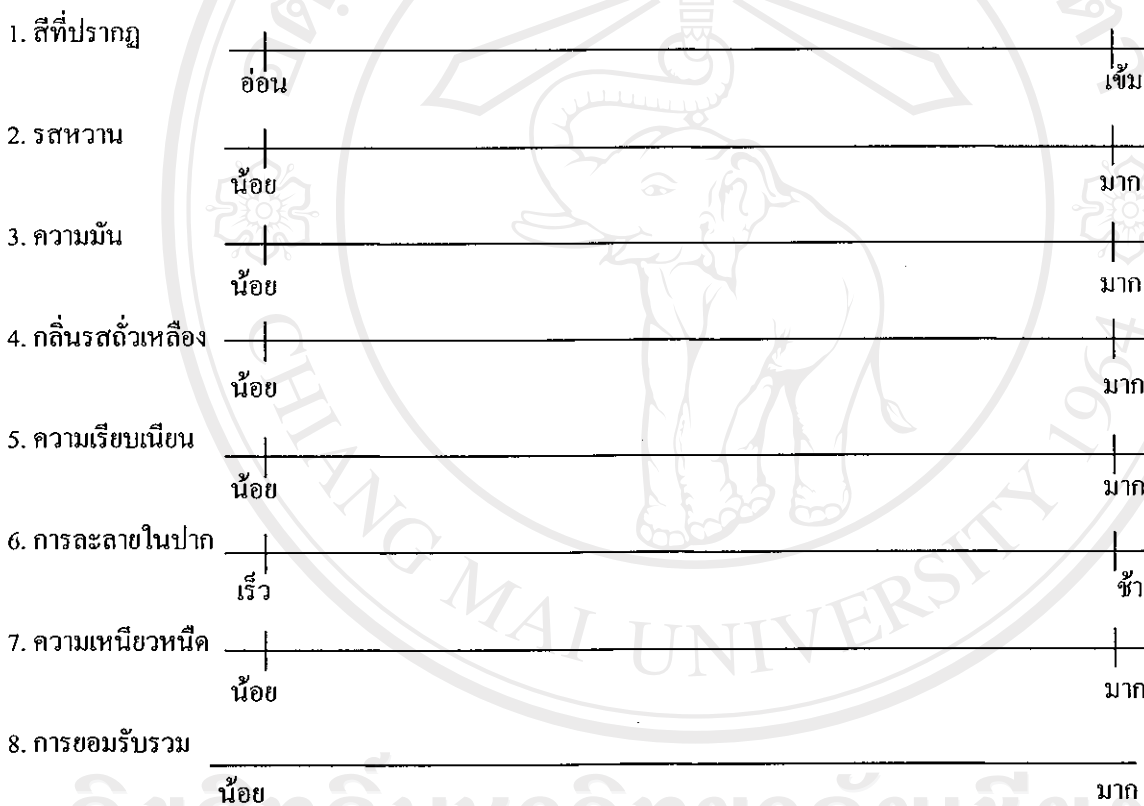 1. สีที่ปรากฏ
อ่อน เข้ม
2. รสหวาน
น้อย มาก
3. ความมัน
น้อย มาก
4. กลิ่นรสถั่วเหลือง
น้อย มาก
5. ความเรียบเนียน
น้อย มาก
6. การละลายในปาก
เร็ว ช้า
7. ความเหนียวหนืด
น้อย มาก
8. การยอมรับรวม
น้อย มาก
CHIANG MAI UNIVERSITY 1964